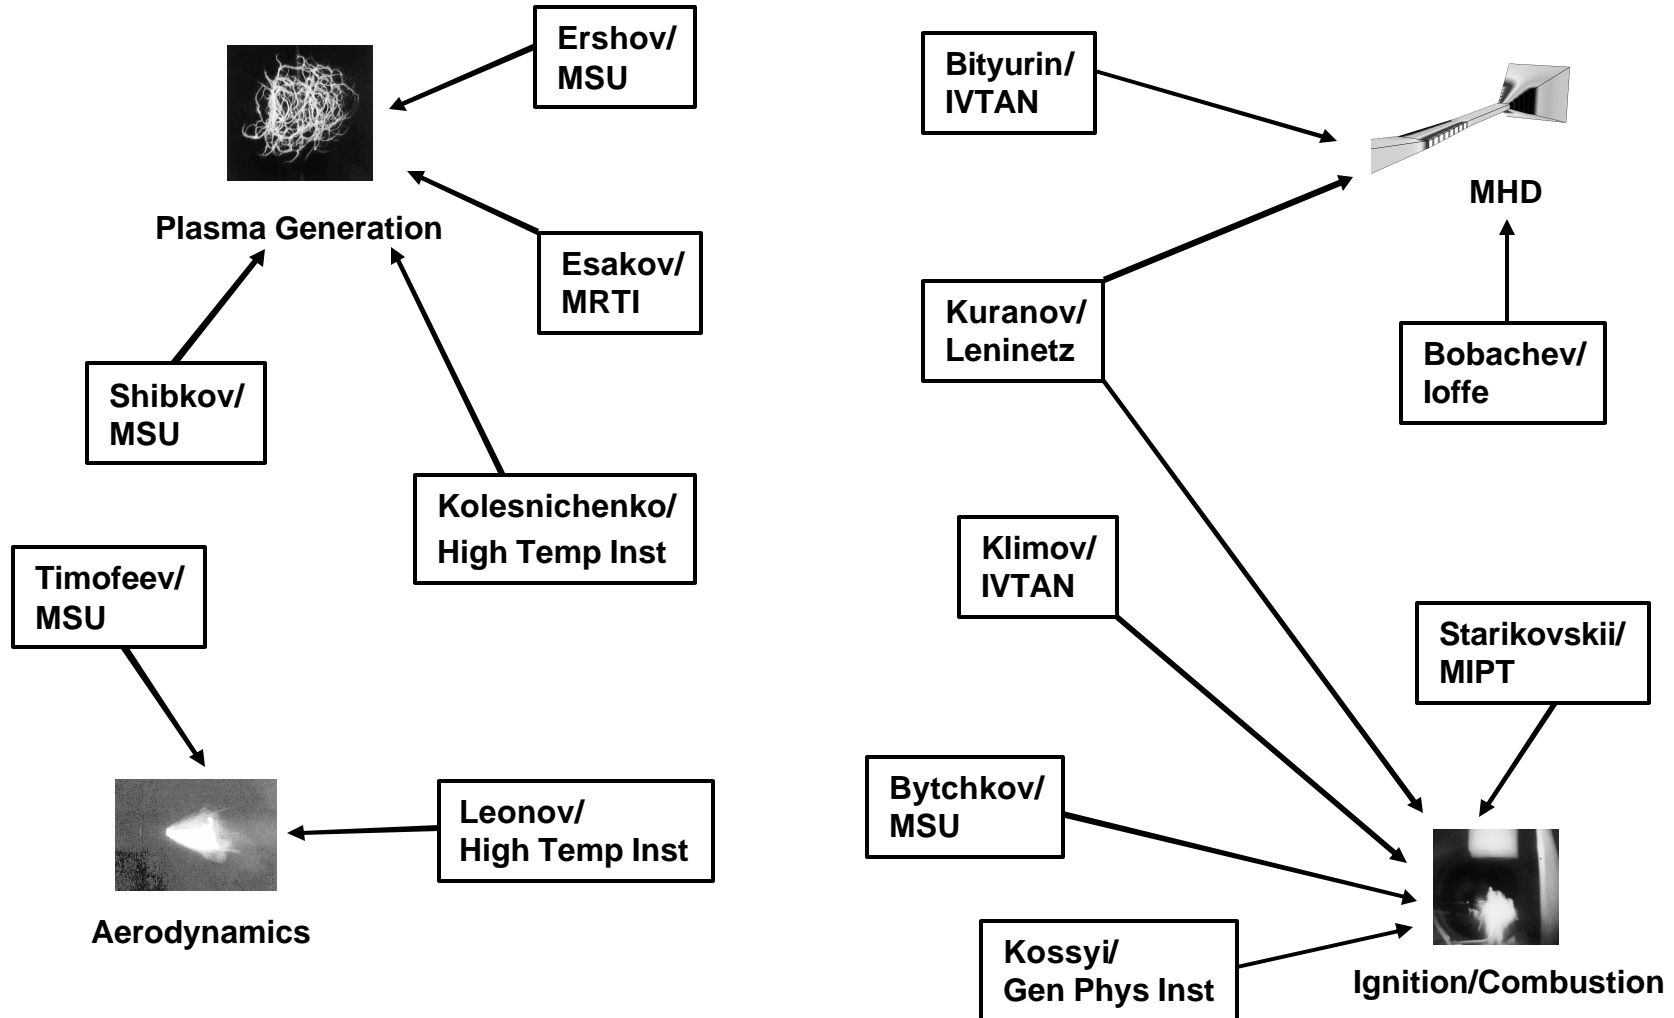 Ershov/
MSU
Bityurin/
IVTAN
MHD
Plasma Generation
Esakov/
MRTI
Kuranov/
Leninetz
Bobachev/
Ioffe
Shibkov/
MSU
Kolesnichenko/
High Temp Inst
Klimov/
IVTAN
Timofeev/
MSU
Starikovskii/
MIPT
Bytchkov/
MSU
Leonov/
High Temp Inst
Aerodynamics
Kossyi/
Gen Phys Inst
Ignition/Combustion